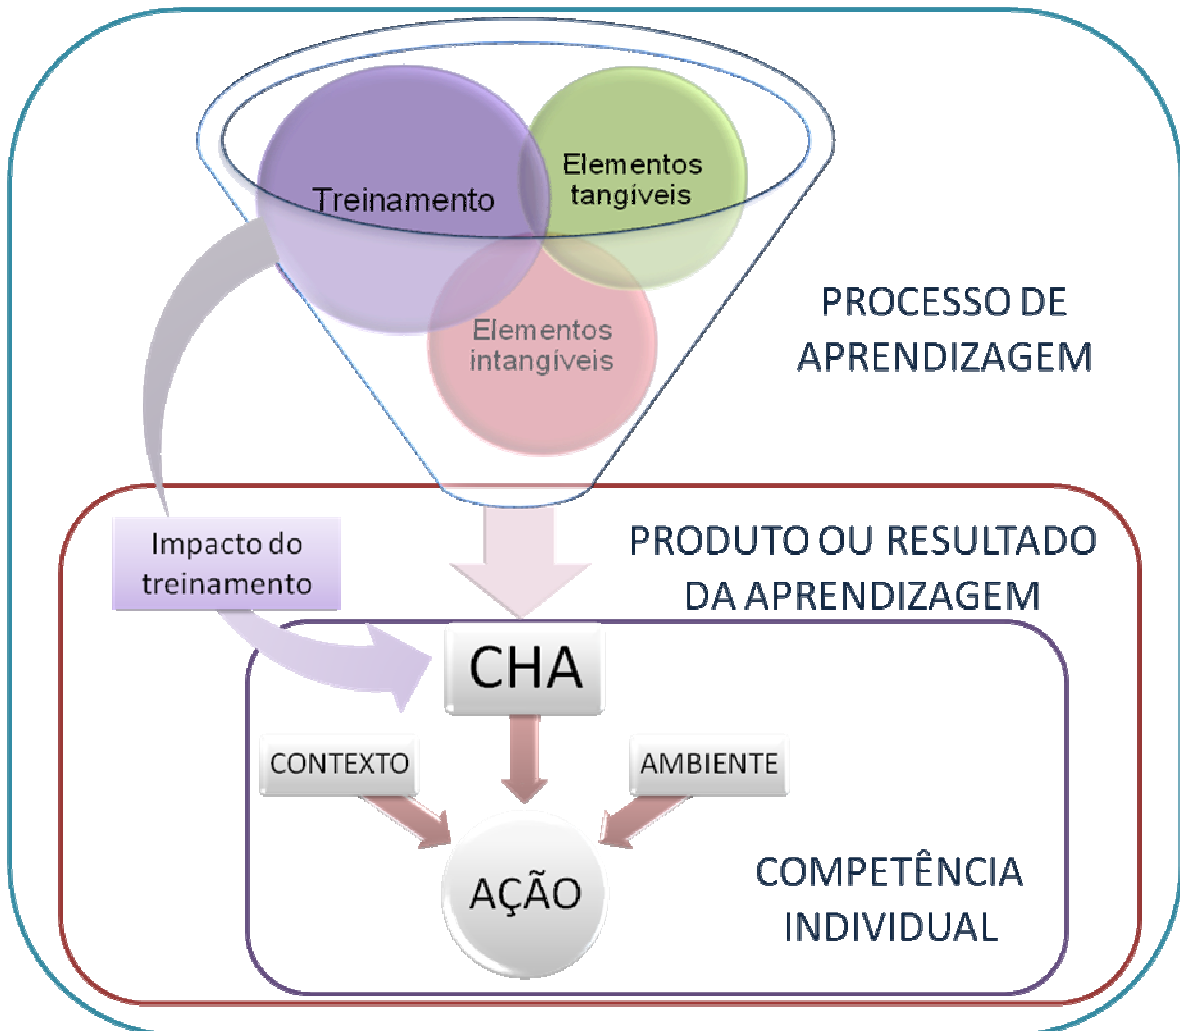 Treinamento
Elementos
tangíveis
Elementos
intangíveis
PROCESSO DE
APRENDIZAGEM
Impacto do
treinamento
PRODUTO OU RESULTADO
DA APRENDIZAGEM
CHA
CONTEXTO
AMBIENTE
AÇÃO
COMPETÊNCIA
INDIVIDUAL